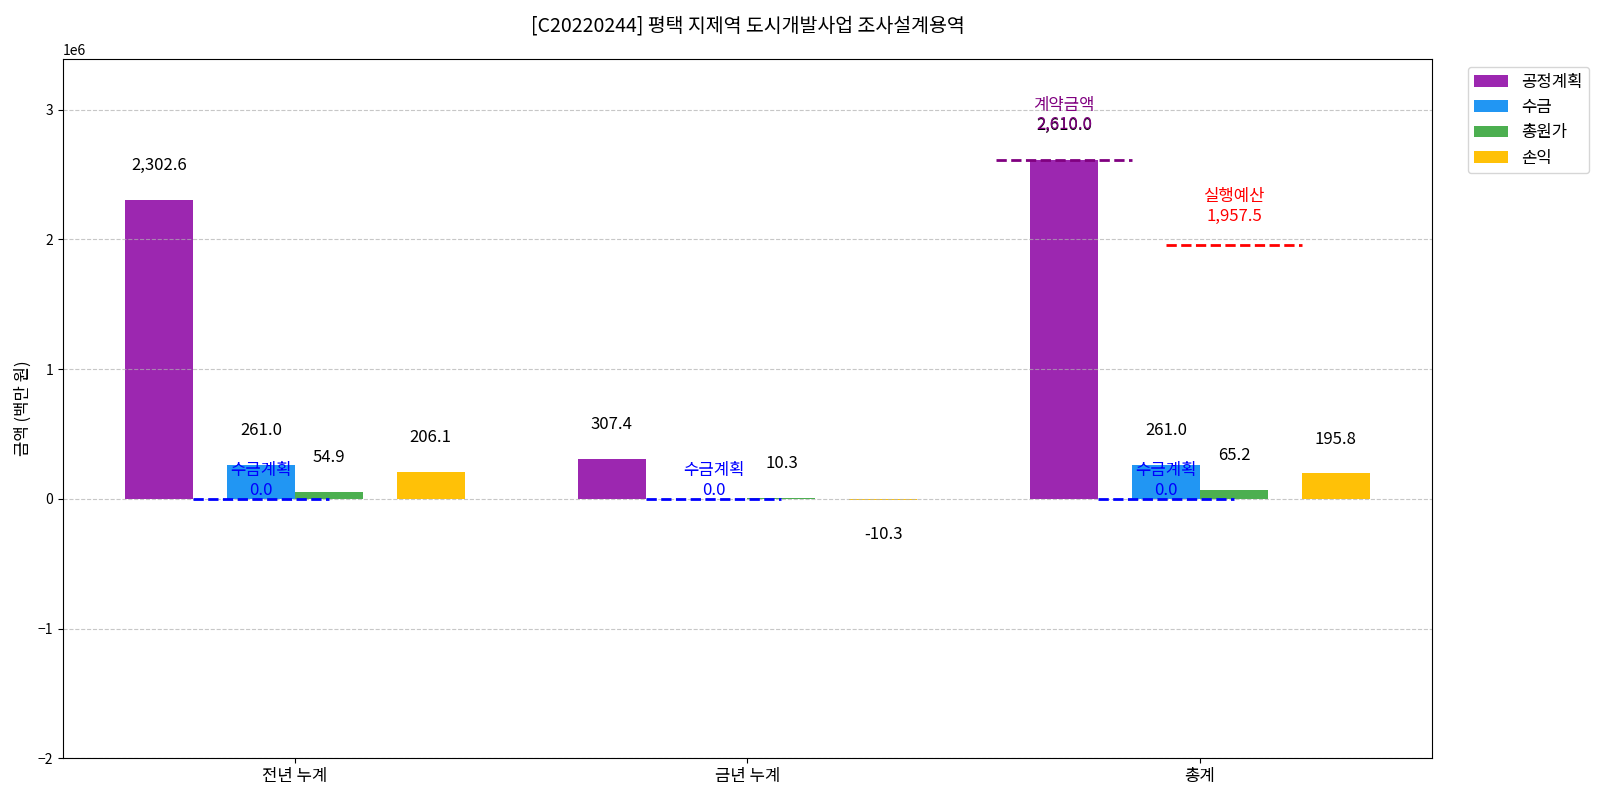 [C20220244] 평택 지제역 도시개발사업 조사설계용역
1e6
금액 (백만 원)
3
2
1
0
−1
−2
2,302.6
261.0
54.9
206.1
수금계획
0.0
307.4
수금계획
0.0
10.3
-10.3
계약금액
2,610.0
실행예산
1,957.5
261.0
65.2
195.8
수금계획
0.0
전년 누계
금년 누계
총계
공정계획
수금
총원가
손익